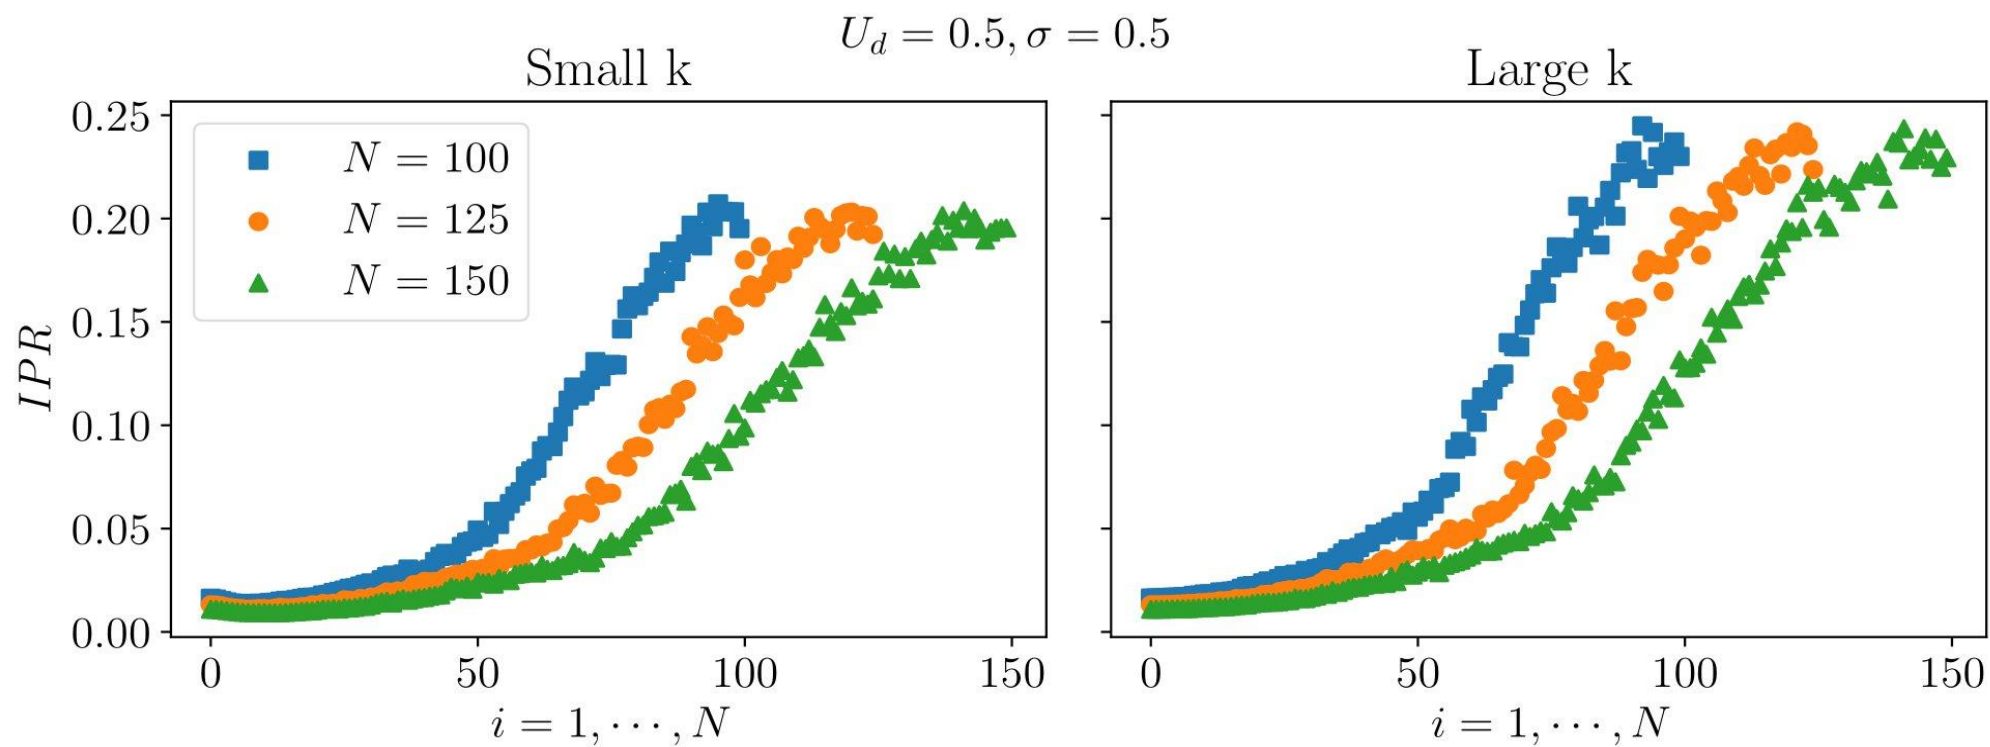 U_d = 0.5, σ = 0.5
Small k
Large k
0.25
0.20
0.15
0.10
0.05
0.00
IPR
N = 100
N = 125
N = 150
0 50 100 150
0 50 100 150
i = 1, ⋯, N
i = 1, ⋯, N